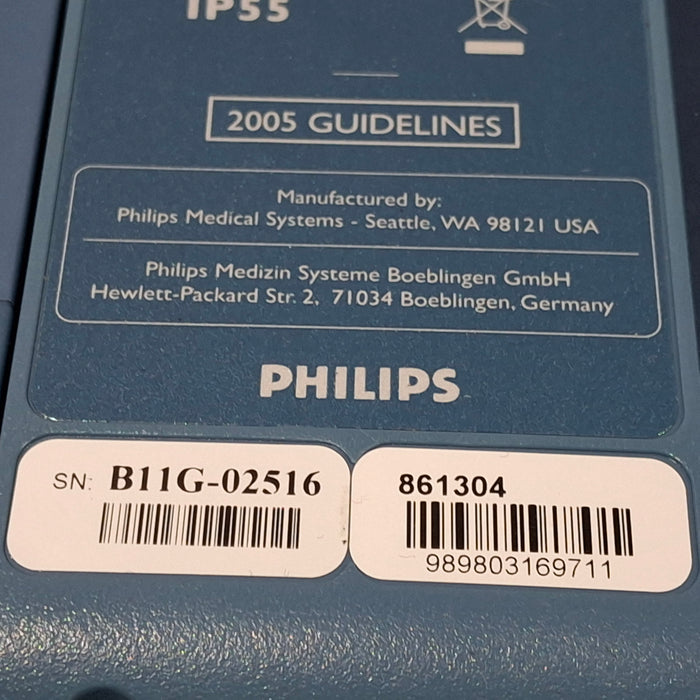 IP55
2005 GUIDELINES
Manufactured by:
Philips Medical Systems - Seattle, WA 98121 USA
Philips Medizin Systeme Boeblingen GmbH
Hewlett-Packard Str. 2, 71034 Boeblingen, Germany
PHILIPS
SN: B11G-02516
861304
989803169711